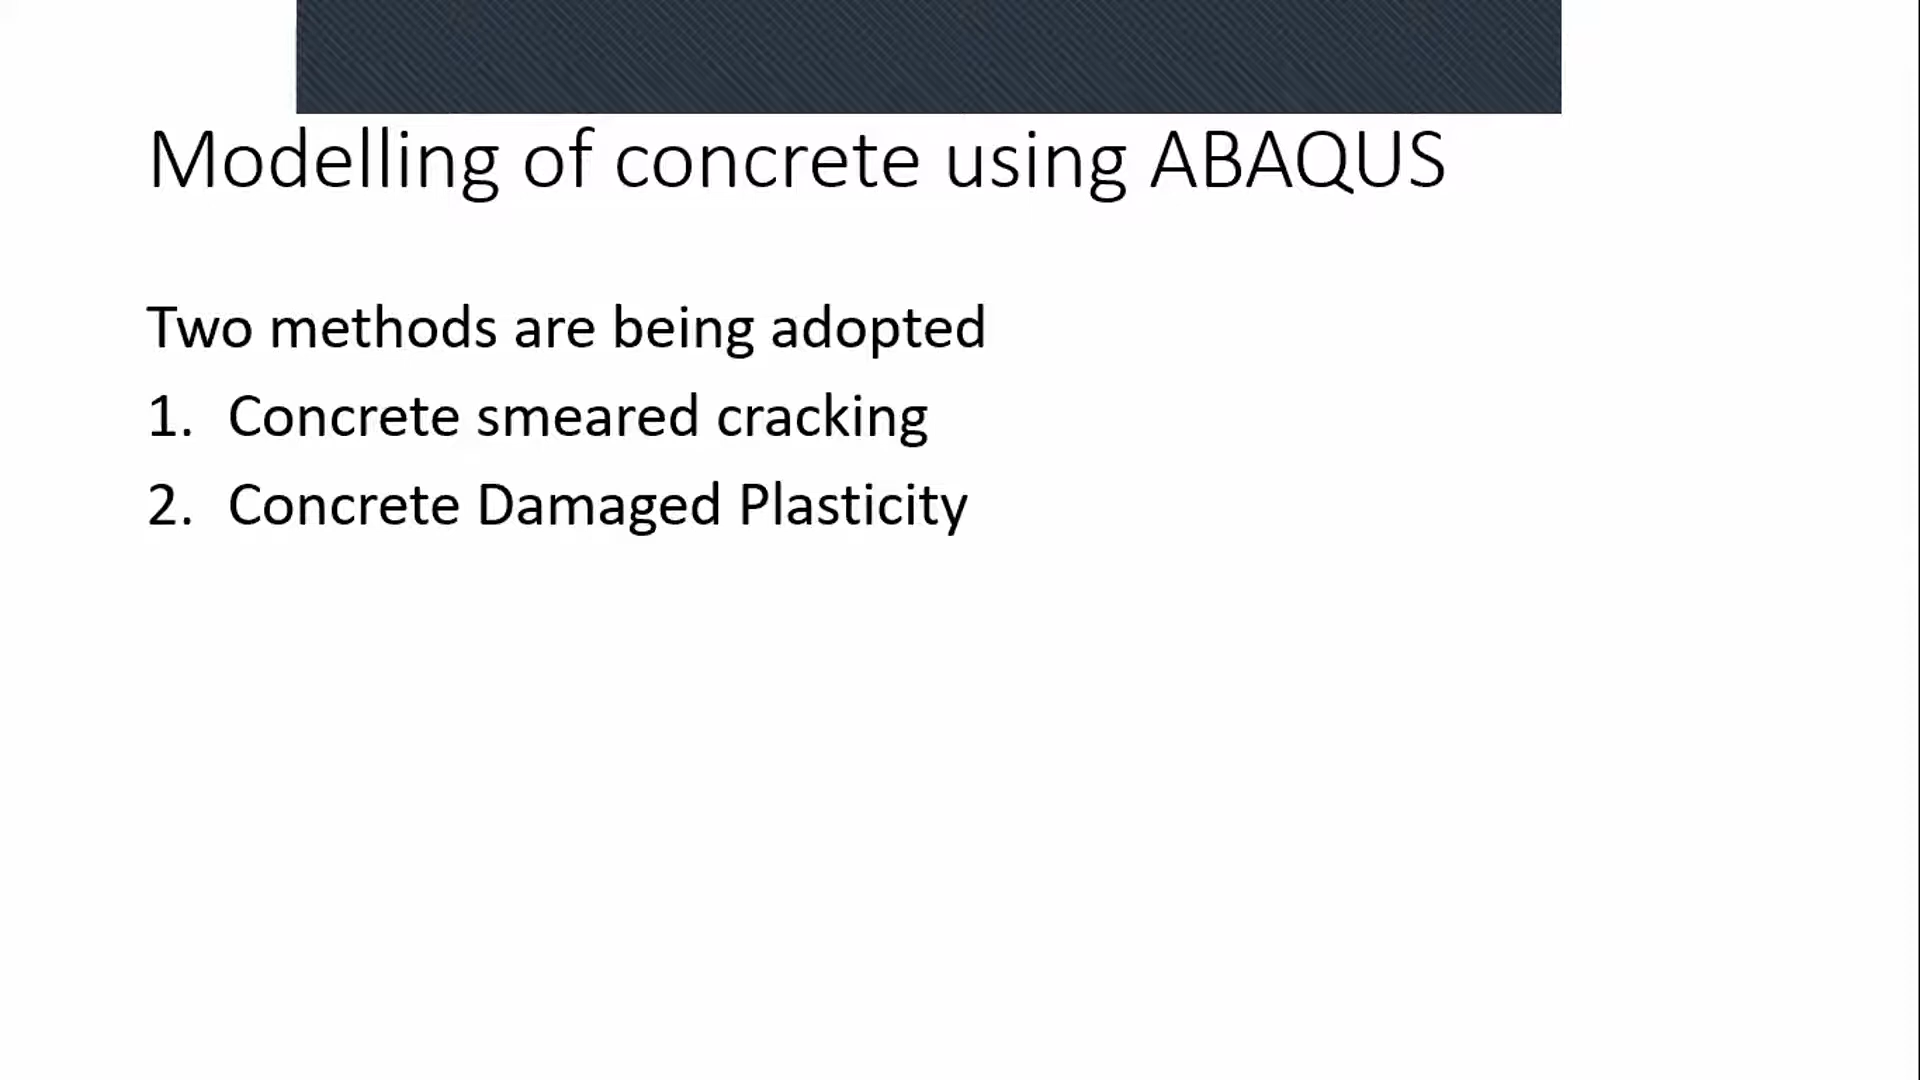 Modelling of concrete using ABAQUS
Two methods are being adopted
1. Concrete smeared cracking
2. Concrete Damaged Plasticity